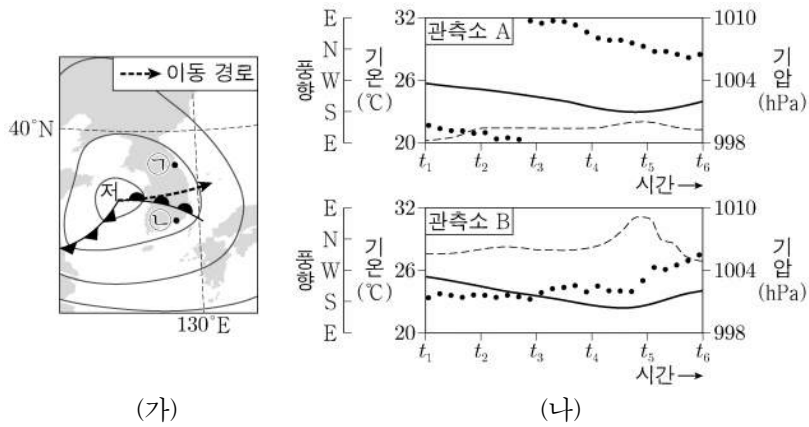 이동 경로
40°N
저
㉠
㉡
130°E
(가)
관측소 A
풍향
E
N
W
S
E
기온
(℃)
32
26
20
1010
1004
998
기압
(hPa)
t₁ t₂ t₃ t₄ t₅ t₆
시간→
관측소 B
풍향
E
N
W
S
E
기온
(℃)
32
26
20
1010
1004
998
기압
(hPa)
t₁ t₂ t₃ t₄ t₅ t₆
시간→
(나)